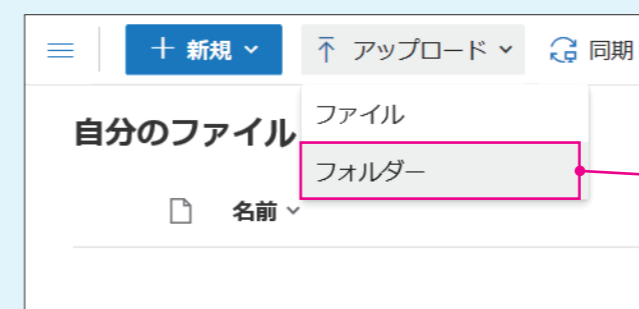 ＋ 新規 アップロード 同期
ファイル
自分のファイル
フォルダー
名前